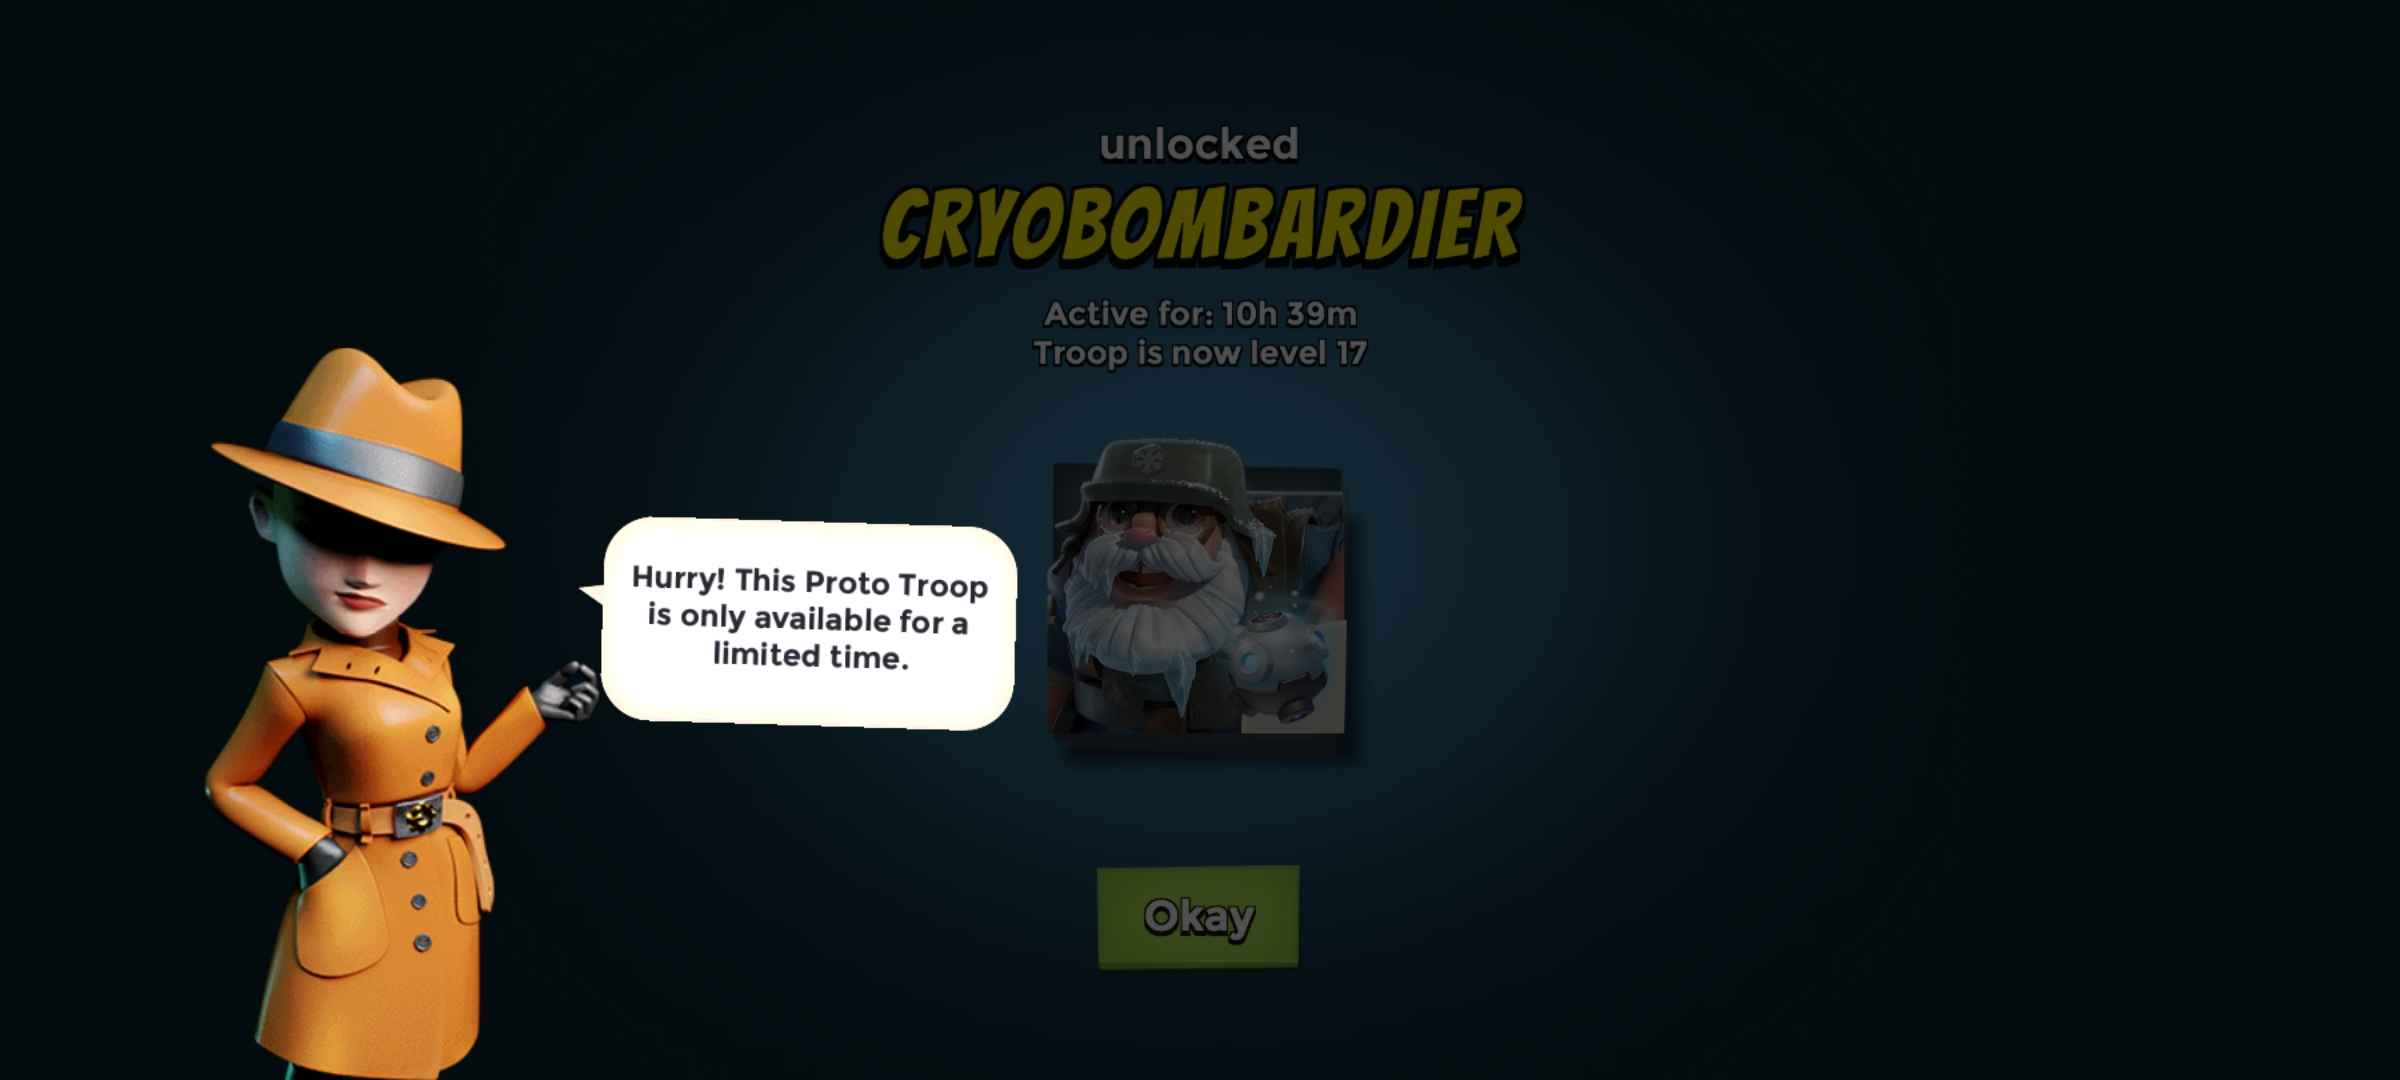 unlocked
CRYOBOMBARDIER
Active for: 10h 39m
Troop is now level 17
Hurry! This Proto Troop
is only available for a
limited time.
Okay